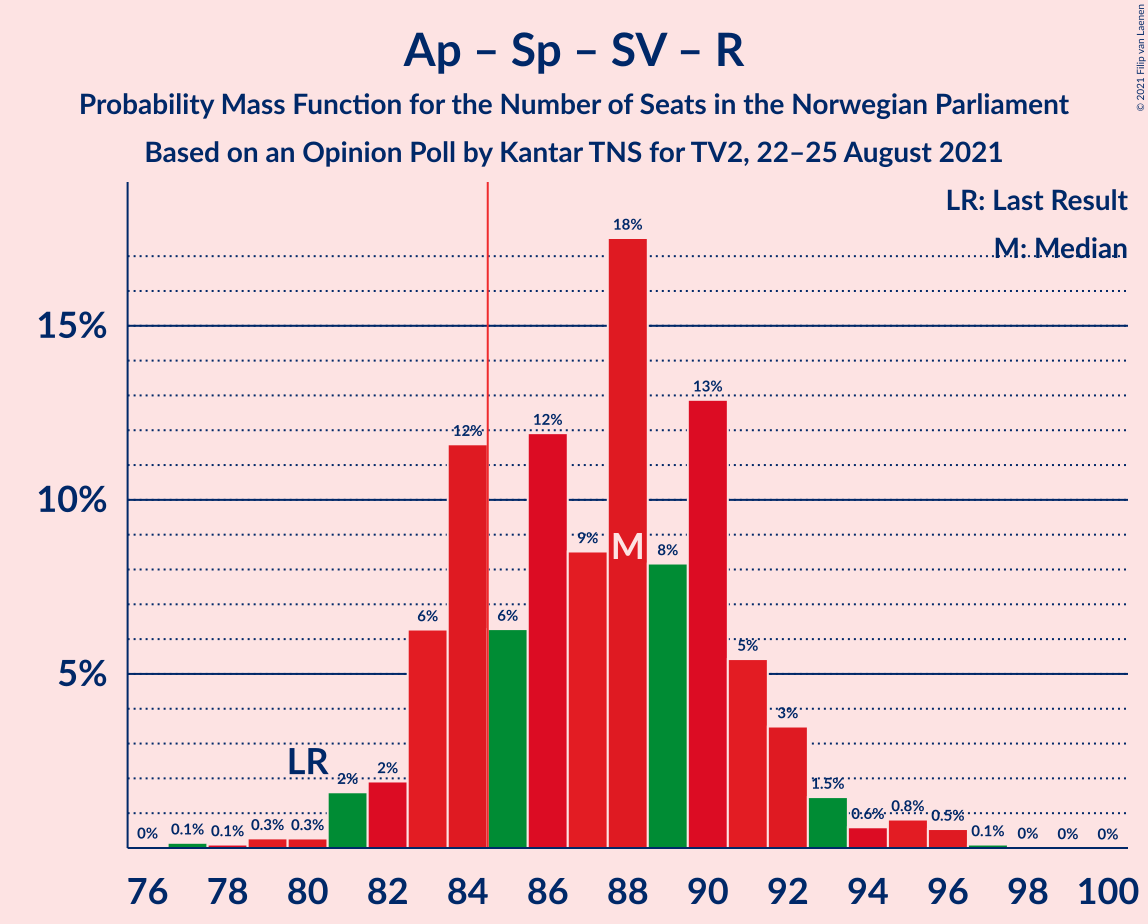 Ap – Sp – SV – R
Probability Mass Function for the Number of Seats in the Norwegian Parliament
Based on an Opinion Poll by Kantar TNS for TV2, 22–25 August 2021
© 2021 Filip van Laenen
LR: Last Result
M: Median
15%
10%
5%
0% 0.1% 0.1% 0.3% 0.3% 2% 2% 6% 12% 6% 12% 9% 18% 8% 13% 5% 3% 1.5% 0.6% 0.8% 0.5% 0.1% 0% 0% 0%
LR
M
76 78 80 82 84 86 88 90 92 94 96 98 100